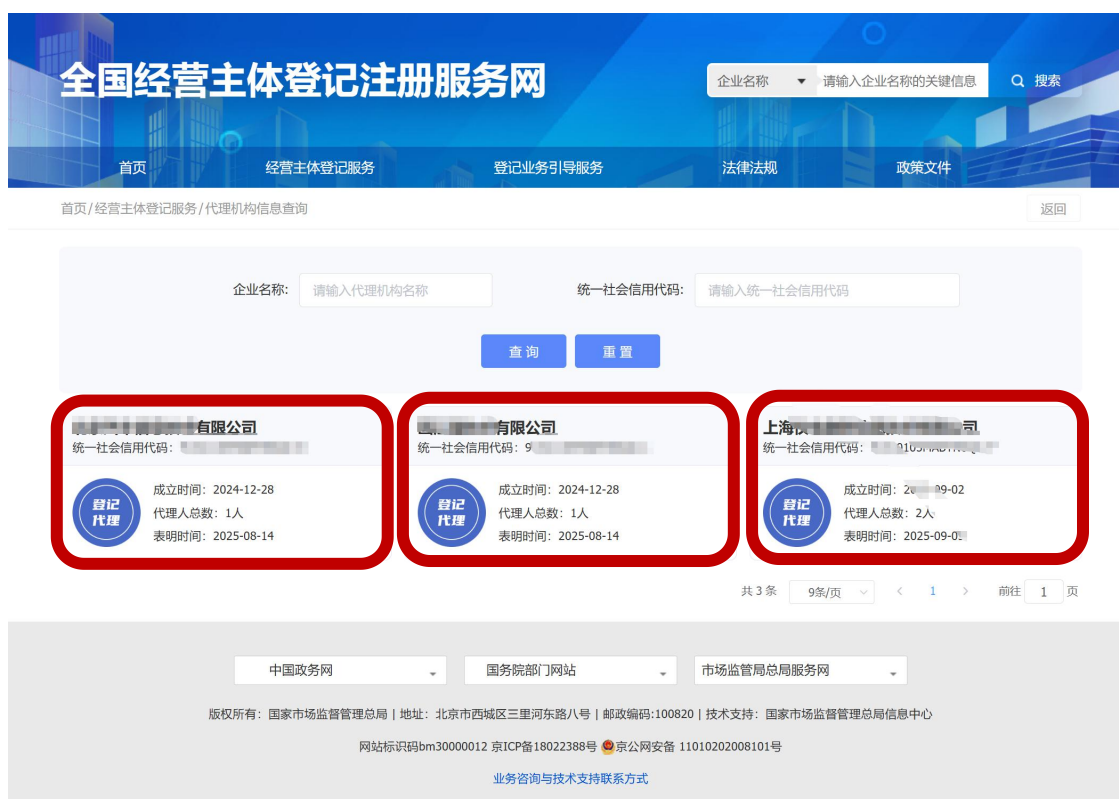 全国经营主体登记注册服务网
企业名称 请输入企业名称的关键信息 搜索
首页 经营主体登记服务 登记业务引导服务 法律法规 政策文件
首页/经营主体登记服务/代理机构信息查询 返回
企业名称: 请输入代理机构名称 统一社会信用代码: 请输入统一社会信用代码
查询 重置
有限公司
统一社会信用代码:
登记代理
成立时间: 2024-12-28
代理人总数: 1人
表明时间: 2025-08-14
有限公司
统一社会信用代码: 9
登记代理
成立时间: 2024-12-28
代理人总数: 1人
表明时间: 2025-08-14
上海 司
统一社会信用代码:
登记代理
成立时间: 09-02
代理人总数: 2人
表明时间: 2025-09-0
共 3 条 9条/页 < 1 > 前往 1 页
中国政务网 国务院部门网站 市场监管局总局服务网
版权所有: 国家市场监督管理总局 | 地址: 北京市西城区三里河东路八号 | 邮政编码:100820 | 技术支持: 国家市场监督管理总局信息中心
网站标识码bm30000012 京ICP备18022388号 京公网安备 11010202008101号
业务咨询与技术支持联系方式